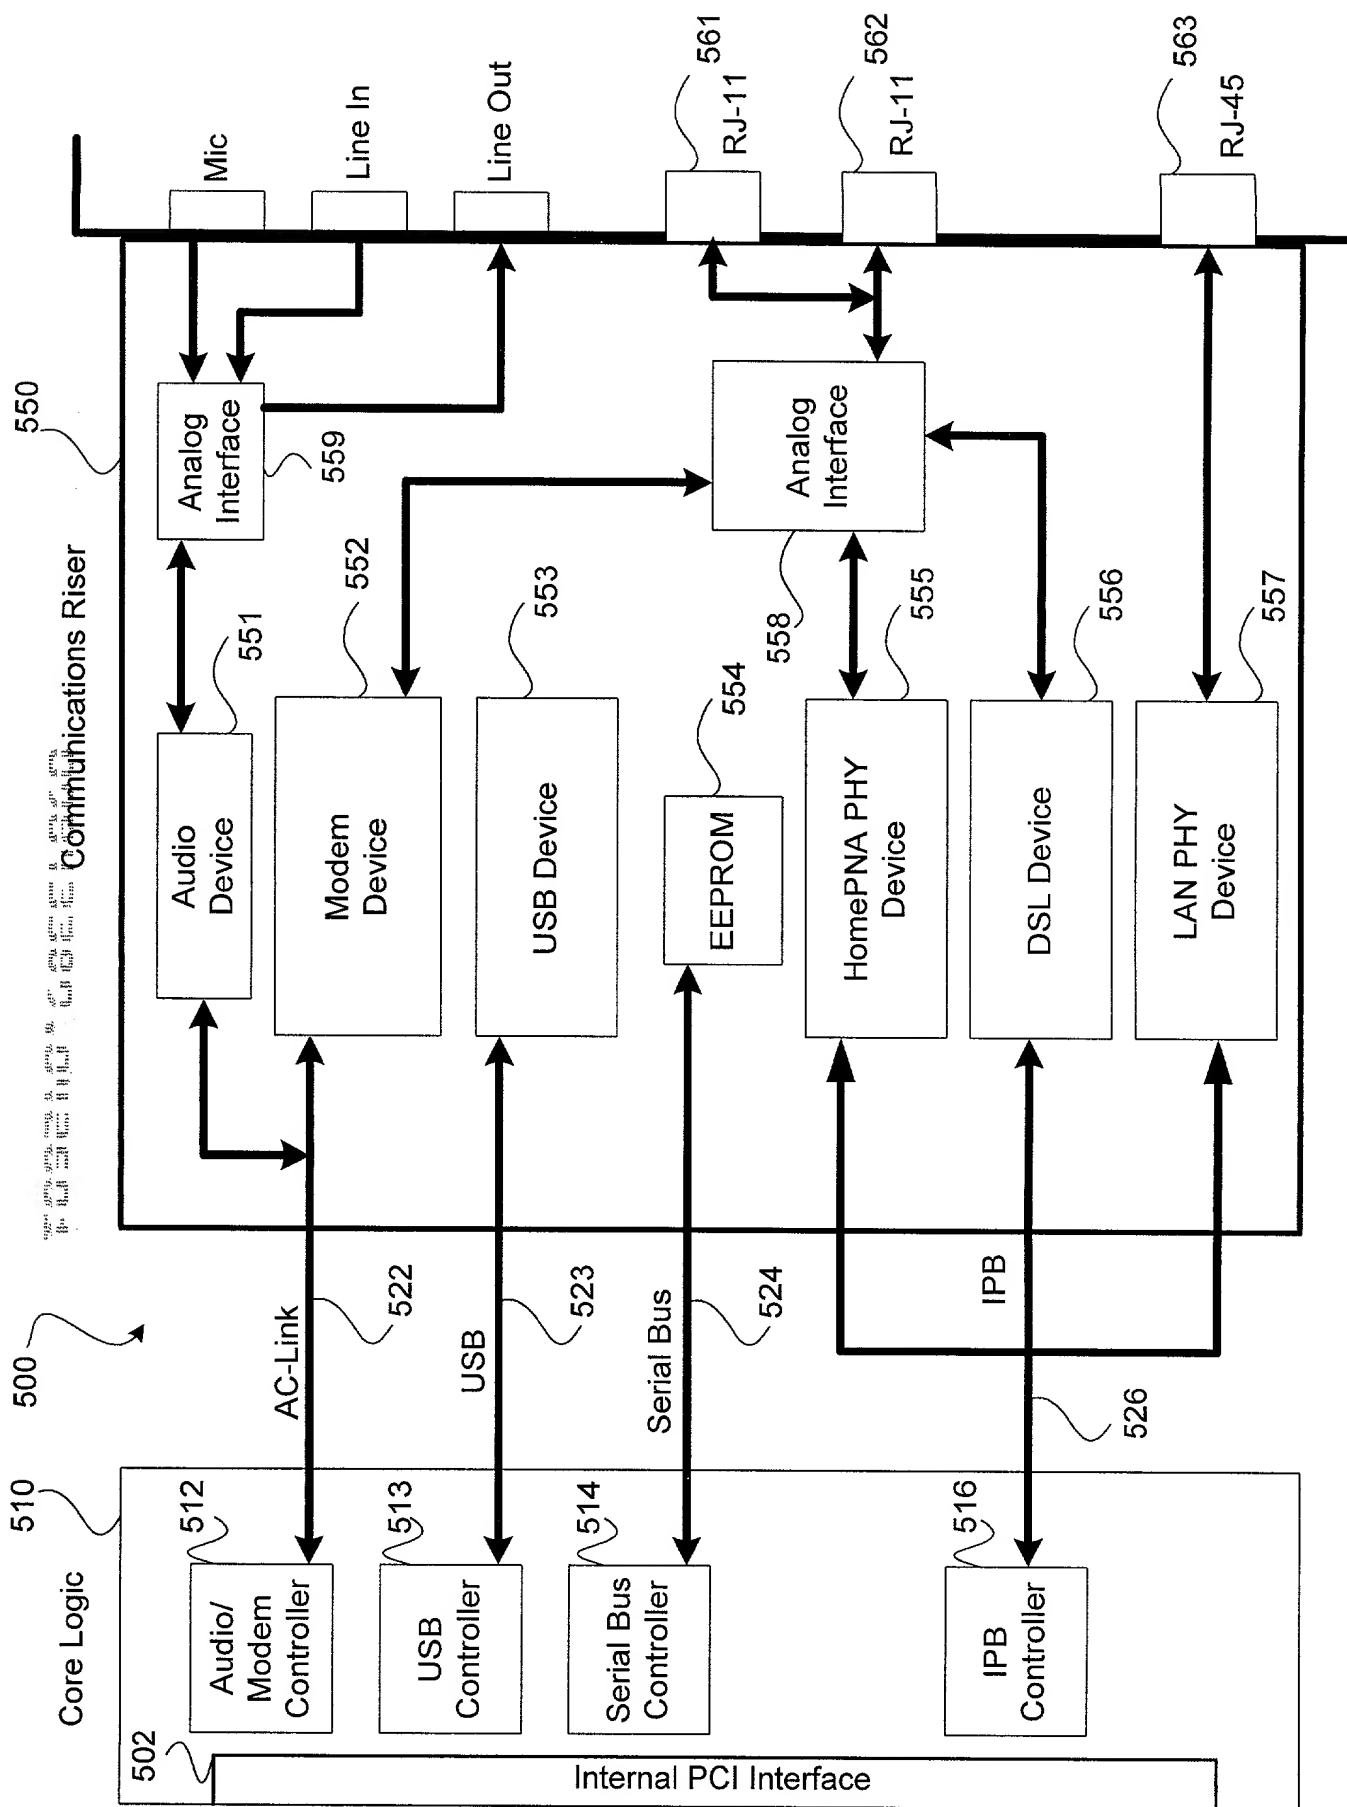 500
Core Logic
510
502
Internal PCI Interface
Audio/
Modem
Controller
512
USB
Controller
513
Serial Bus
Controller
514
IPB
Controller
516
AC-Link
522
USB
523
Serial Bus
524
IPB
526
Communications Riser
550
Audio
Device
551
Modem
Device
552
USB Device
553
EEPROM
554
HomePNA PHY
Device
555
DSL Device
556
LAN PHY
Device
557
Analog
Interface
559
Analog
Interface
558
Mic
Line In
Line Out
RJ-11
561
RJ-11
562
RJ-45
563